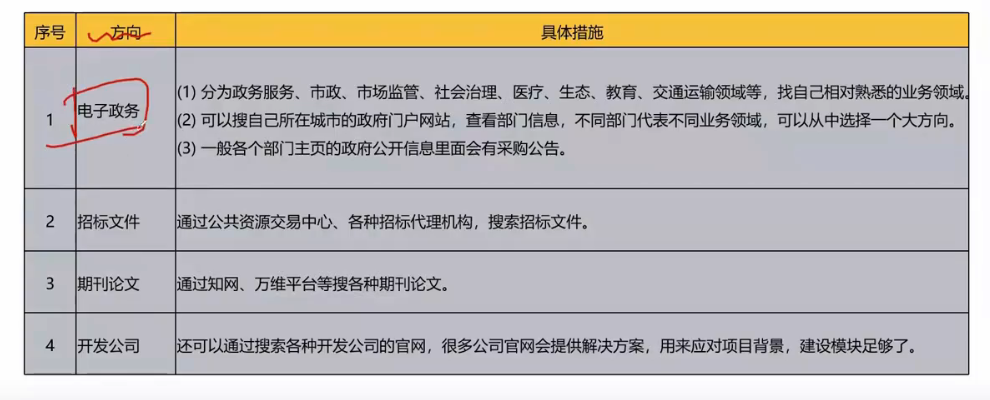 序号 方向 具体措施
1 电子政务 (1) 分为政务服务、市政、市场监管、社会治理、医疗、生态、教育、交通运输领域等，找自己相对熟悉的业务领域。
(2) 可以搜自己所在城市的政府门户网站，查看部门信息，不同部门代表不同业务领域，可以从中选择一个大方向。
(3) 一般各个部门主页的政府公开信息里面会有采购公告。
2 招标文件 通过公共资源交易中心、各种招标代理机构，搜索招标文件。
3 期刊论文 通过知网、万维平台等搜各种期刊论文。
4 开发公司 还可以通过搜索各种开发公司的官网，很多公司官网会提供解决方案，用来应对项目背景，建设模块足够了。